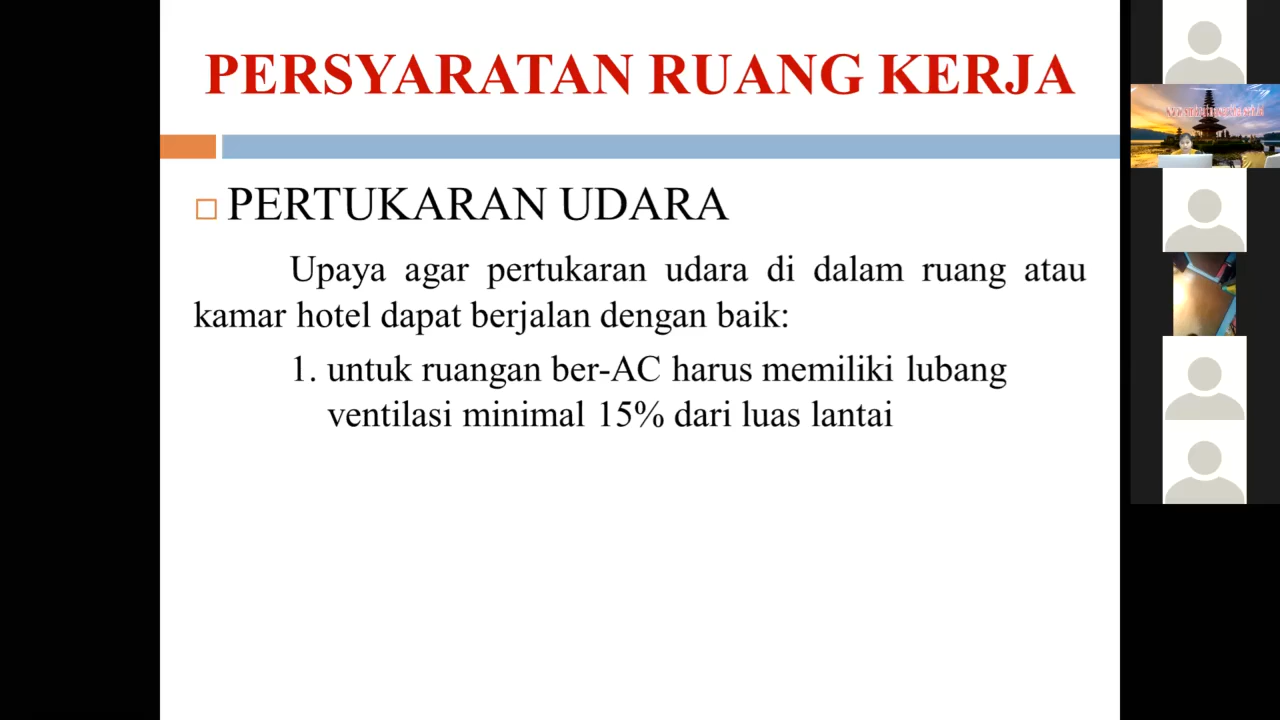 PERSYARATAN RUANG KERJA
PERTUKARAN UDARA
Upaya agar pertukaran udara di dalam ruang atau
kamar hotel dapat berjalan dengan baik:
1. untuk ruangan ber-AC harus memiliki lubang
ventilasi minimal 15% dari luas lantai